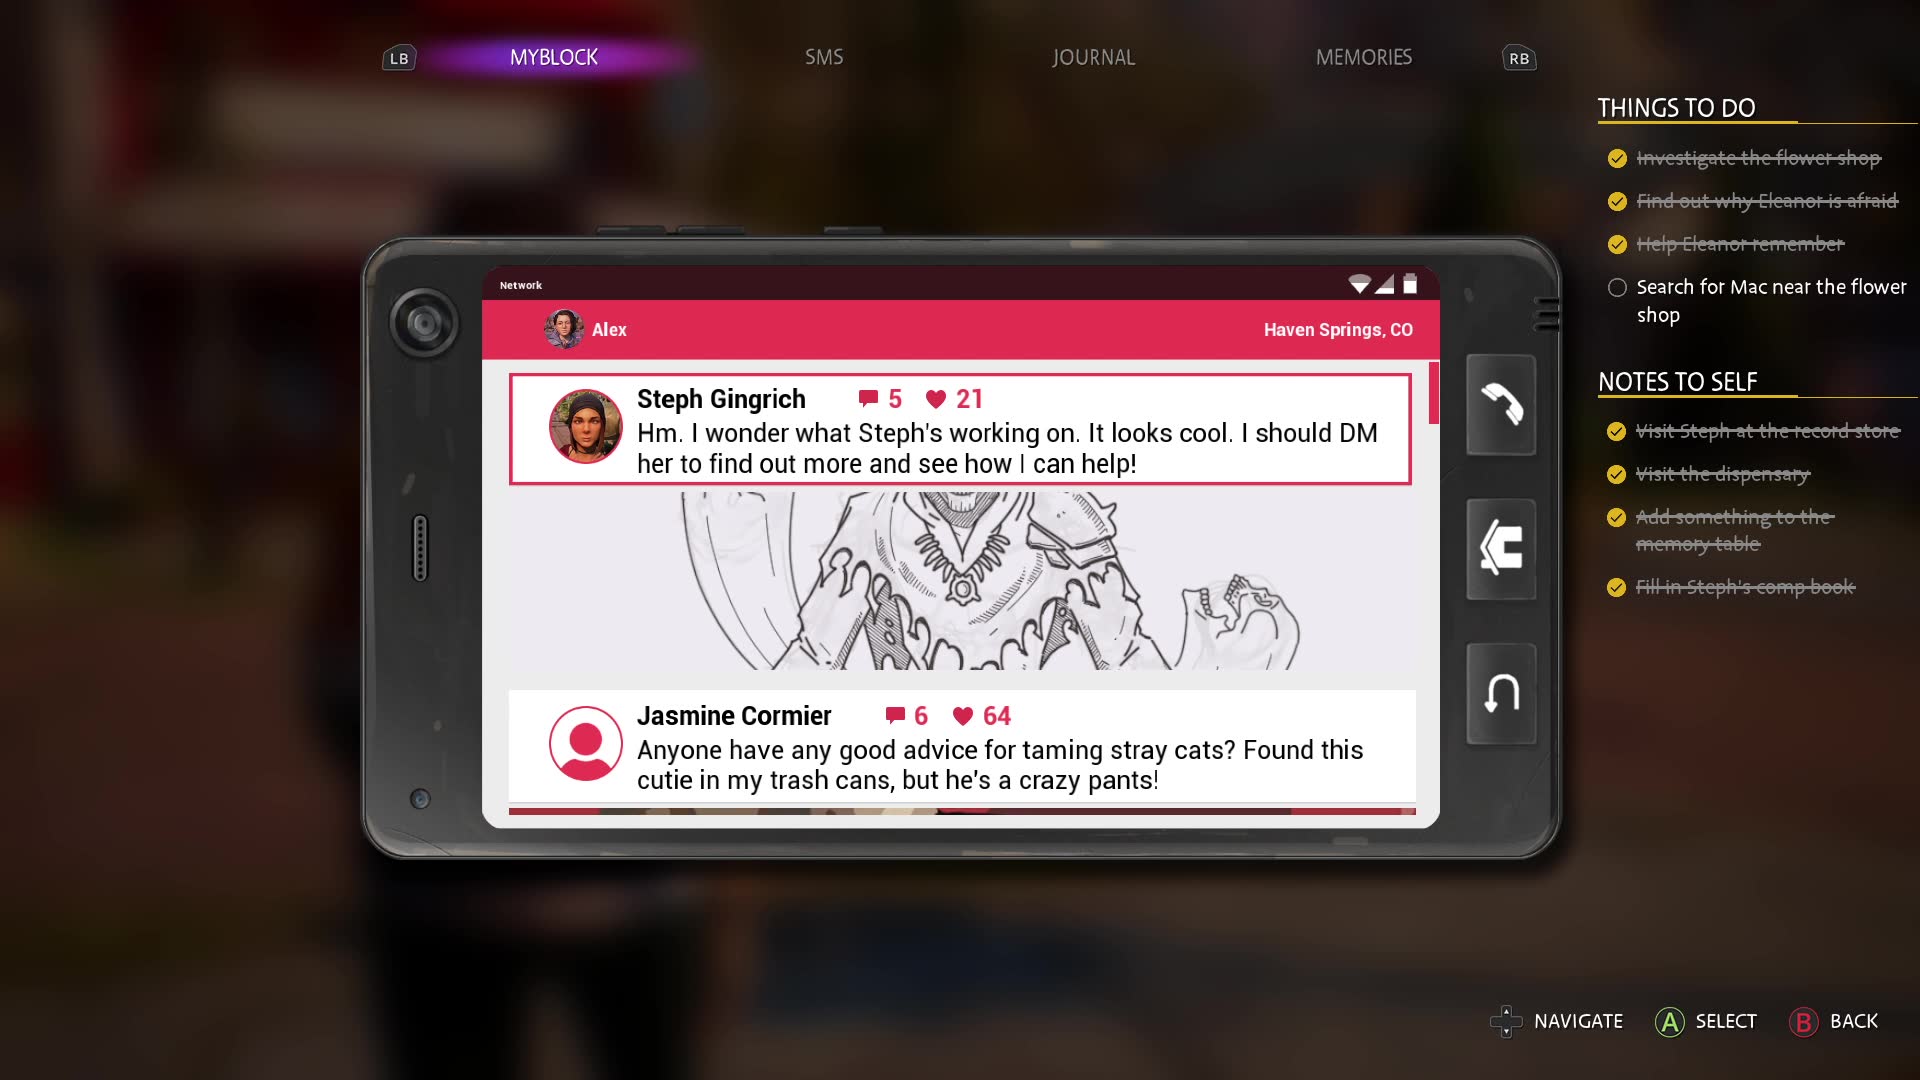 LB MYBLOCK SMS JOURNAL MEMORIES RB
Network
Alex Haven Springs, CO
Steph Gingrich 5 21
Hm. I wonder what Steph's working on. It looks cool. I should DM
her to find out more and see how I can help!
Jasmine Cormier 6 64
Anyone have any good advice for taming stray cats? Found this
cutie in my trash cans, but he's a crazy pants!
THINGS TO DO
Investigate the flower shop
Find out why Eleanor is afraid
Help Eleanor remember
Search for Mac near the flower
shop
NOTES TO SELF
Visit Steph at the record store
Visit the dispensary
Add something to the
memory table
Fill in Steph's comp book
NAVIGATE A SELECT B BACK